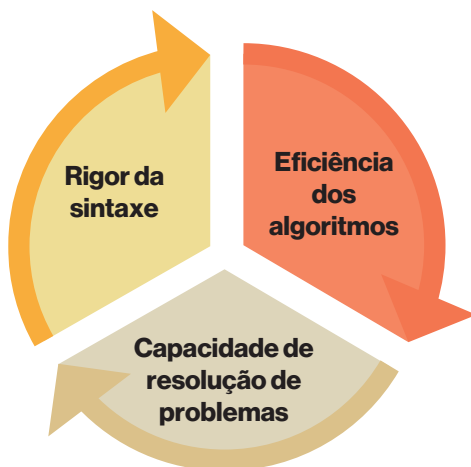 Rigor da
sintaxe
Eficiência
dos
algoritmos
Capacidade de
resolução de
problemas